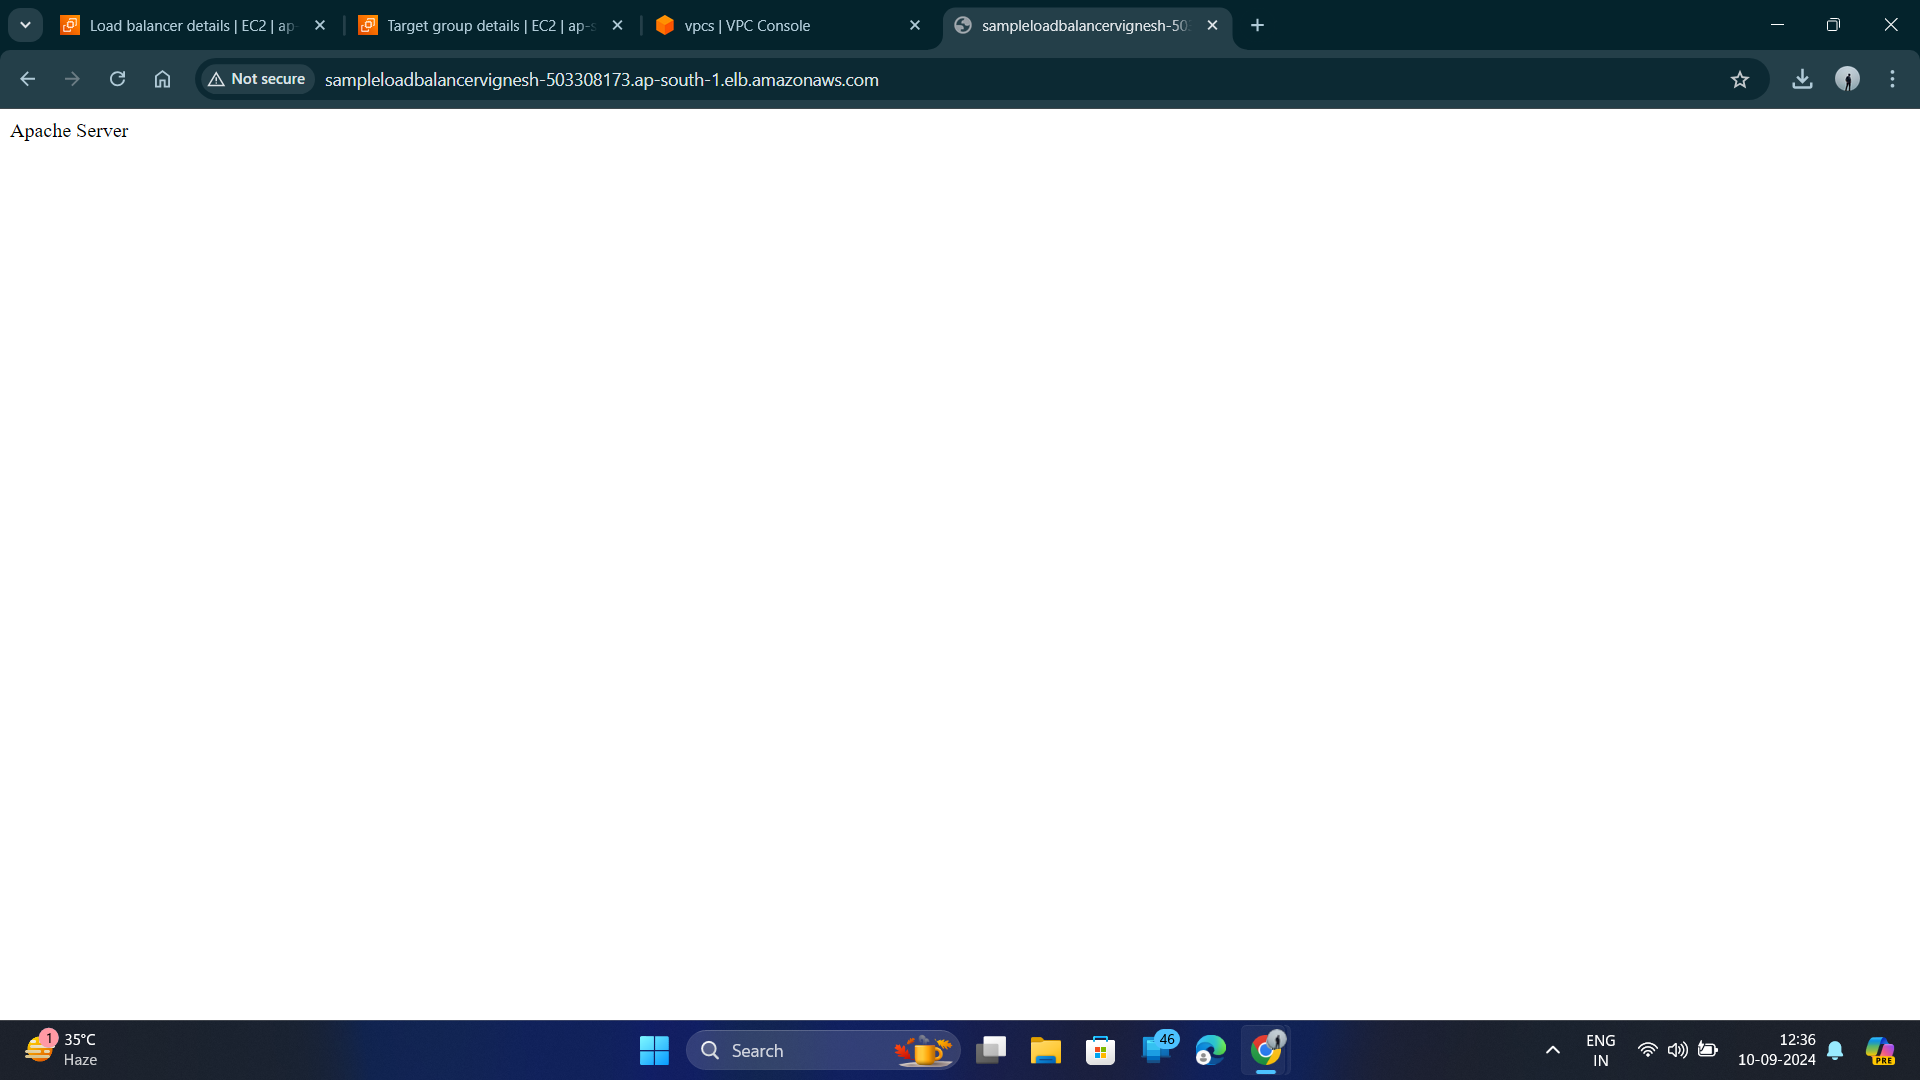 Load balancer details | EC2 | ap-
Target group details | EC2 | ap-s
vpcs | VPC Console
sampleloadbalancervignesh-503
Not secure
sampleloadbalancervignesh-503308173.ap-south-1.elb.amazonaws.com
Apache Server
1
35°C
Haze
Search
46
ENG
IN
12:36
10-09-2024
PRE